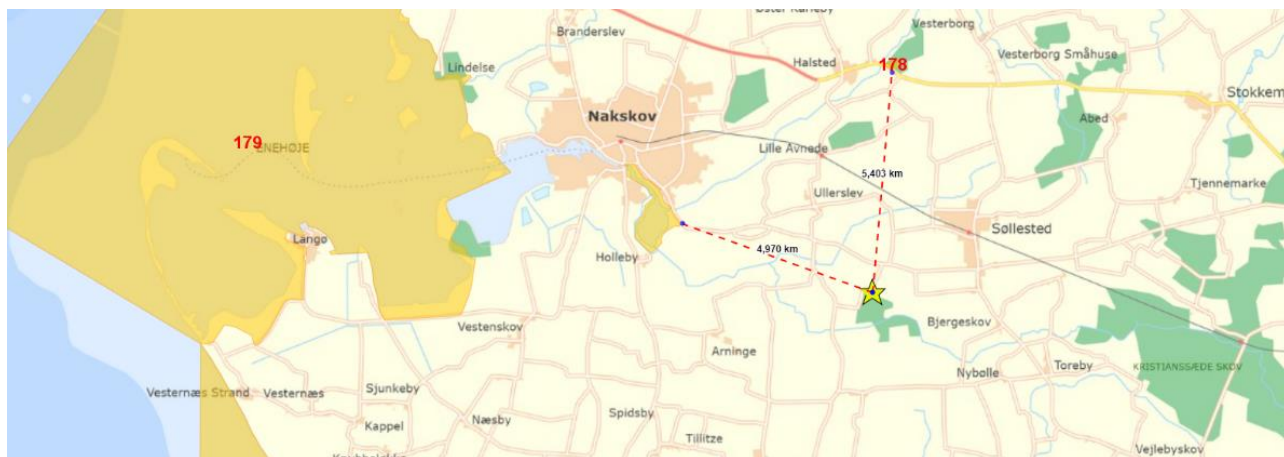 Øster Karleby
Vesterborg
Branderslev
Vesterborg Småhuse
Halsted
178
Lindelse
Stokkem
Nakskov
Abed
179
ENEHØJE
Lille Avnede
5,403 km
Tjennemarke
Ullerslev
Søllested
Langø
4,970 km
Holleby
Bjergeskov
Vestenskov
Arninge
Toreby
KRISTIANSSÆDE SKOV
Nybølle
Vesternæs Strand
Vesternæs
Sjunkeby
Næsby
Spidsby
Kappel
Tillitze
Vejlebyskov